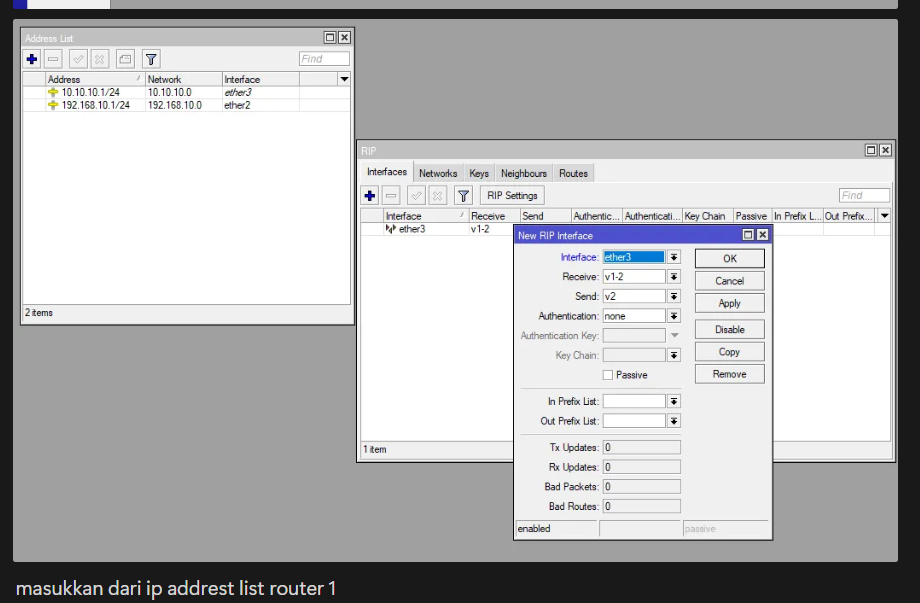 Address List
Find
Address Network Interface
10.10.10.1/24 10.10.10.0 ether3
192.168.10.1/24 192.168.10.0 ether2
2 items
RIP
Interfaces Networks Keys Neighbours Routes
RIP Settings Find
Interface Receive Send Authentic... Authenticati... Key Chain Passive In Prefix L... Out Prefix...
ether3 v1-2
1 item
New RIP Interface
Interface: ether3 OK
Receive: v1-2 Cancel
Send: v2 Apply
Authentication: none Disable
Authentication Key:
Copy
Key Chain:
Passive Remove
In Prefix List:
Out Prefix List:
Tx Updates: 0
Rx Updates: 0
Bad Packets: 0
Bad Routes: 0
enabled passive
masukkan dari ip addrest list router 1